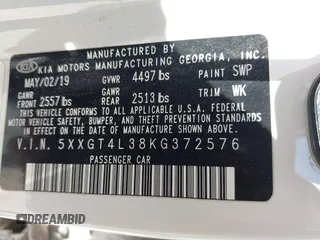 MANUFACTURED BY
KIA KIA MOTORS MANUFACTURING GEORGIA, INC.
MAY/02/19 GVWR 4497 lbs PAINT SWP
GAWR FRONT 2557 lbs GAWR REAR 2513 lbs TRIM WK
THIS VEHICLE CONFORMS TO ALL APPLICABLE
FEDERAL MOTOR VEHICLE SAFETY, BUMPER,
AND THEFT PREVENTION STANDARDS IN EFFECT
ON THE DATE OF MANUFACTURE SHOWN ABOVE.
V.I.N. 5XXGT4L38KG372576
PASSENGER CAR
DREAMBID